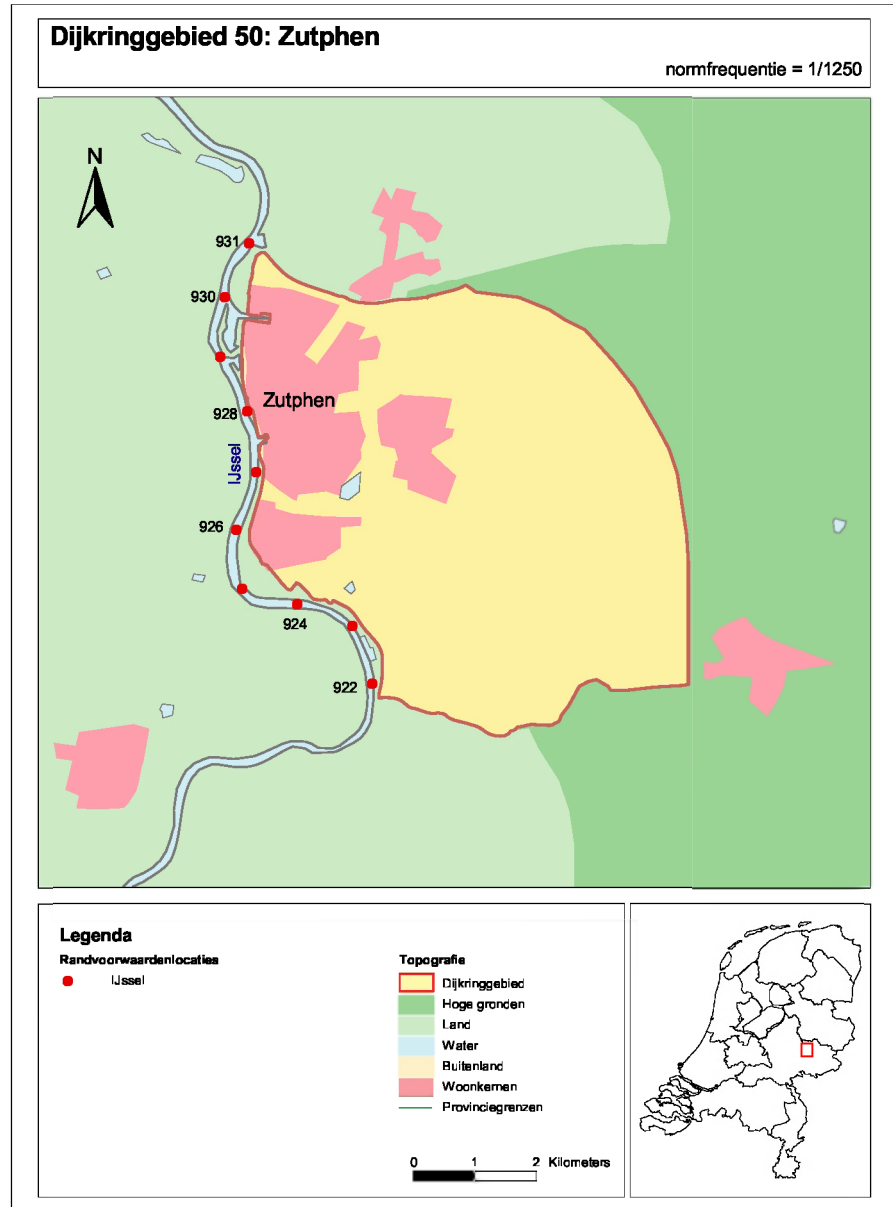 Dijkringgebied 50: Zutphen
normfrequentie = 1/1250
N
931
930
928
Zutphen
IJssel
926
924
922
Legenda
Randvoorwaardenlocaties
IJssel
Topografie
Dijkringgebied
Hoge gronden
Land
Water
Buitenland
Woonkernen
Provinciegrenzen
0 1 2 Kilometers